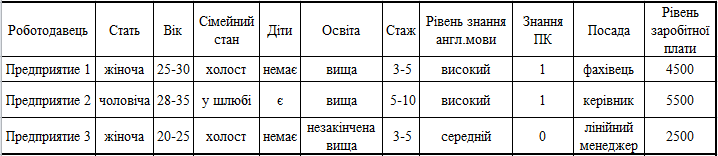 Роботодавець Стать Вік Сімейний стан Діти Освіта Стаж Рівень знання англ.мови Знання ПК Посада Рівень заробітної плати
Предприятие 1 жіноча 25-30 холост немає вища 3-5 високий 1 фахівець 4500
Предприятие 2 чоловіча 28-35 у шлюбі є вища 5-10 високий 1 керівник 5500
Предприятие 3 жіноча 20-25 холост немає незакінчена вища 3-5 середній 0 лінійний менеджер 2500